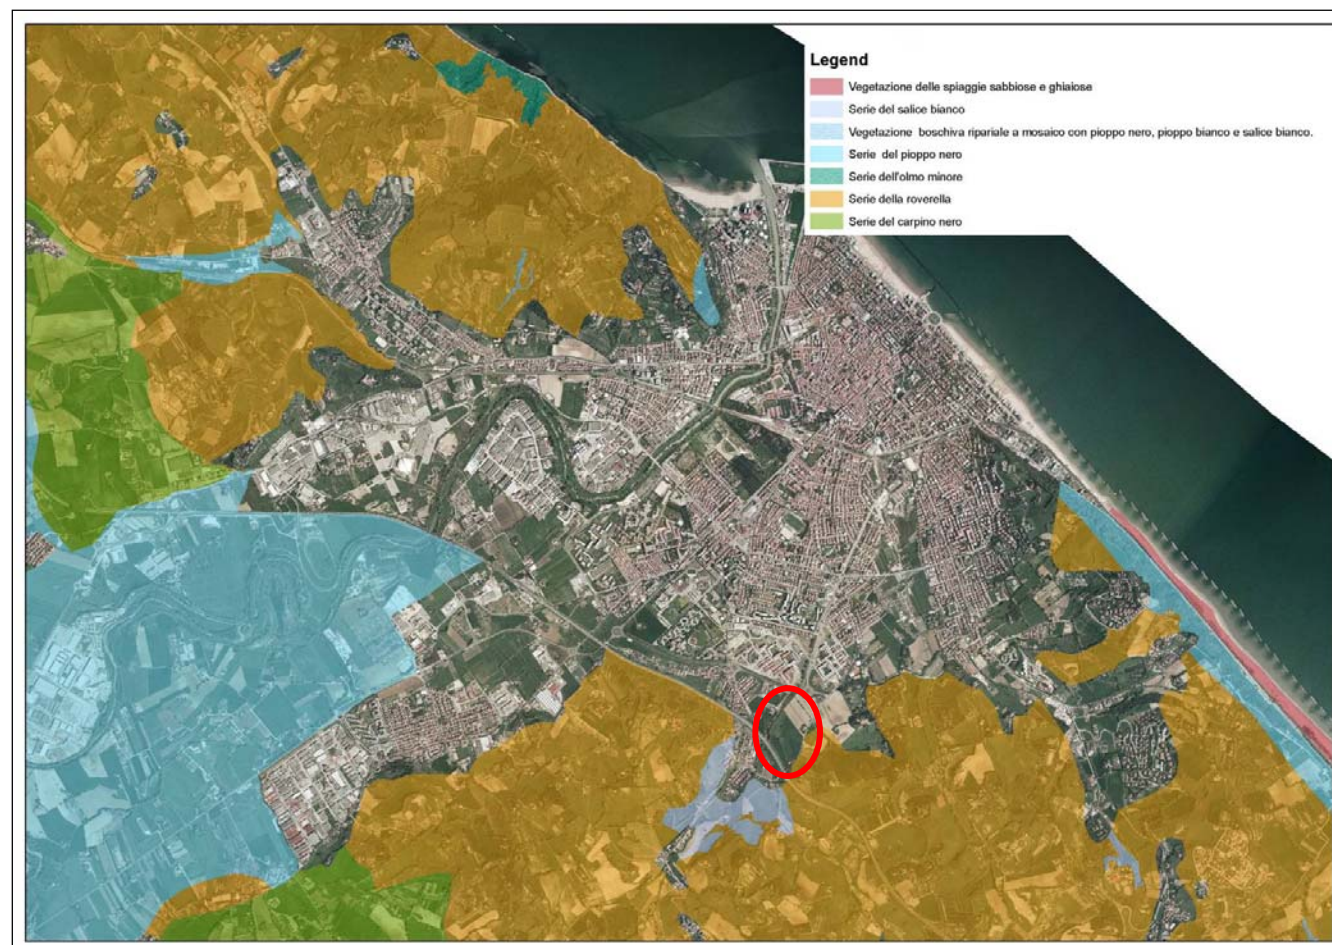 Legend
Vegetazione delle spiaggie sabbiose e ghiaiose
Serie del salice bianco
Vegetazione boschiva ripariale a mosaico con pioppo nero, pioppo bianco e salice bianco.
Serie del pioppo nero
Serie dell'olmo minore
Serie della roverella
Serie del carpino nero